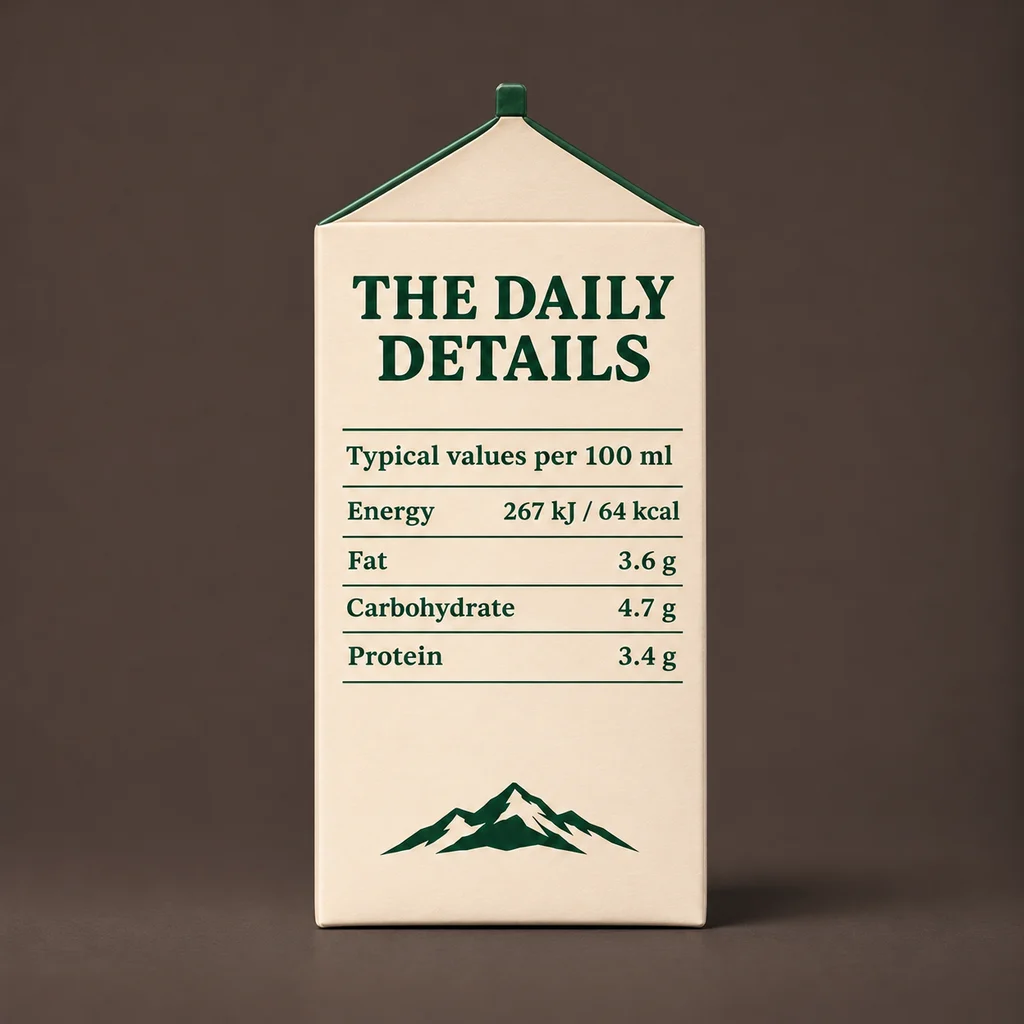 THE DAILY
DETAILS
Typical values per 100 ml
Energy 267 kJ / 64 kcal
Fat 3.6 g
Carbohydrate 4.7 g
Protein 3.4 g